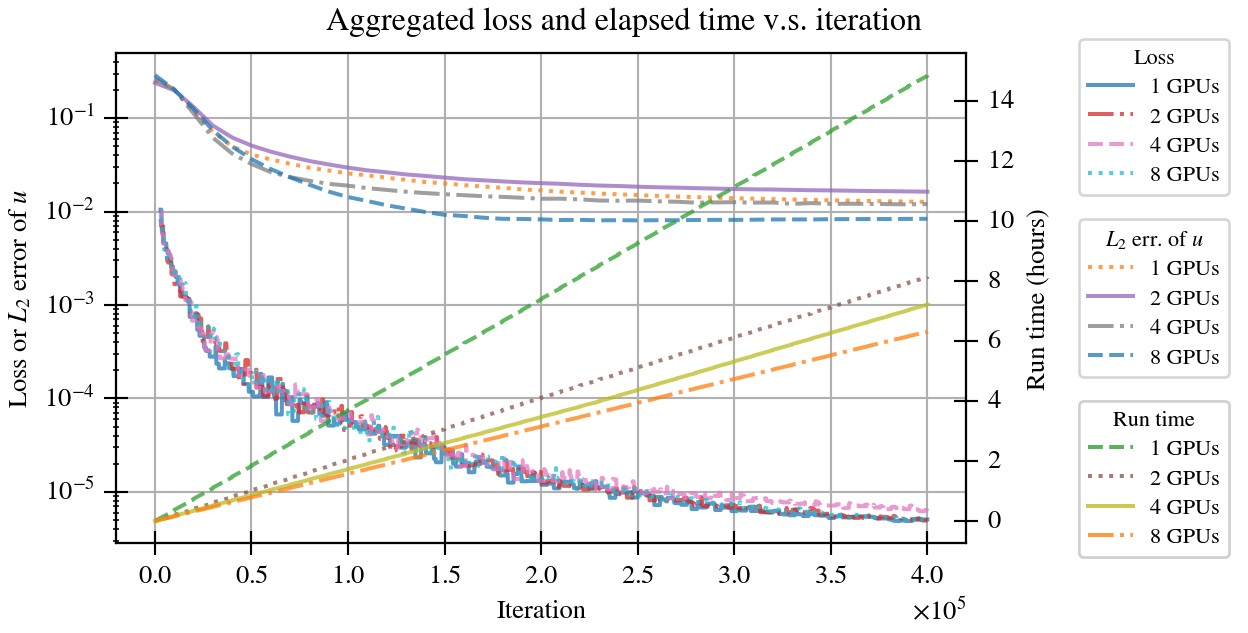 Aggregated loss and elapsed time v.s. iteration
Loss or L₂ error of u
10⁻¹
10⁻²
10⁻³
10⁻⁴
10⁻⁵
0.0 0.5 1.0 1.5 2.0 2.5 3.0 3.5 4.0
×10⁵
Iteration
14
12
10
8
6
4
2
0
Run time (hours)
Loss
1 GPUs
2 GPUs
4 GPUs
8 GPUs
L₂ err. of u
1 GPUs
2 GPUs
4 GPUs
8 GPUs
Run time
1 GPUs
2 GPUs
4 GPUs
8 GPUs